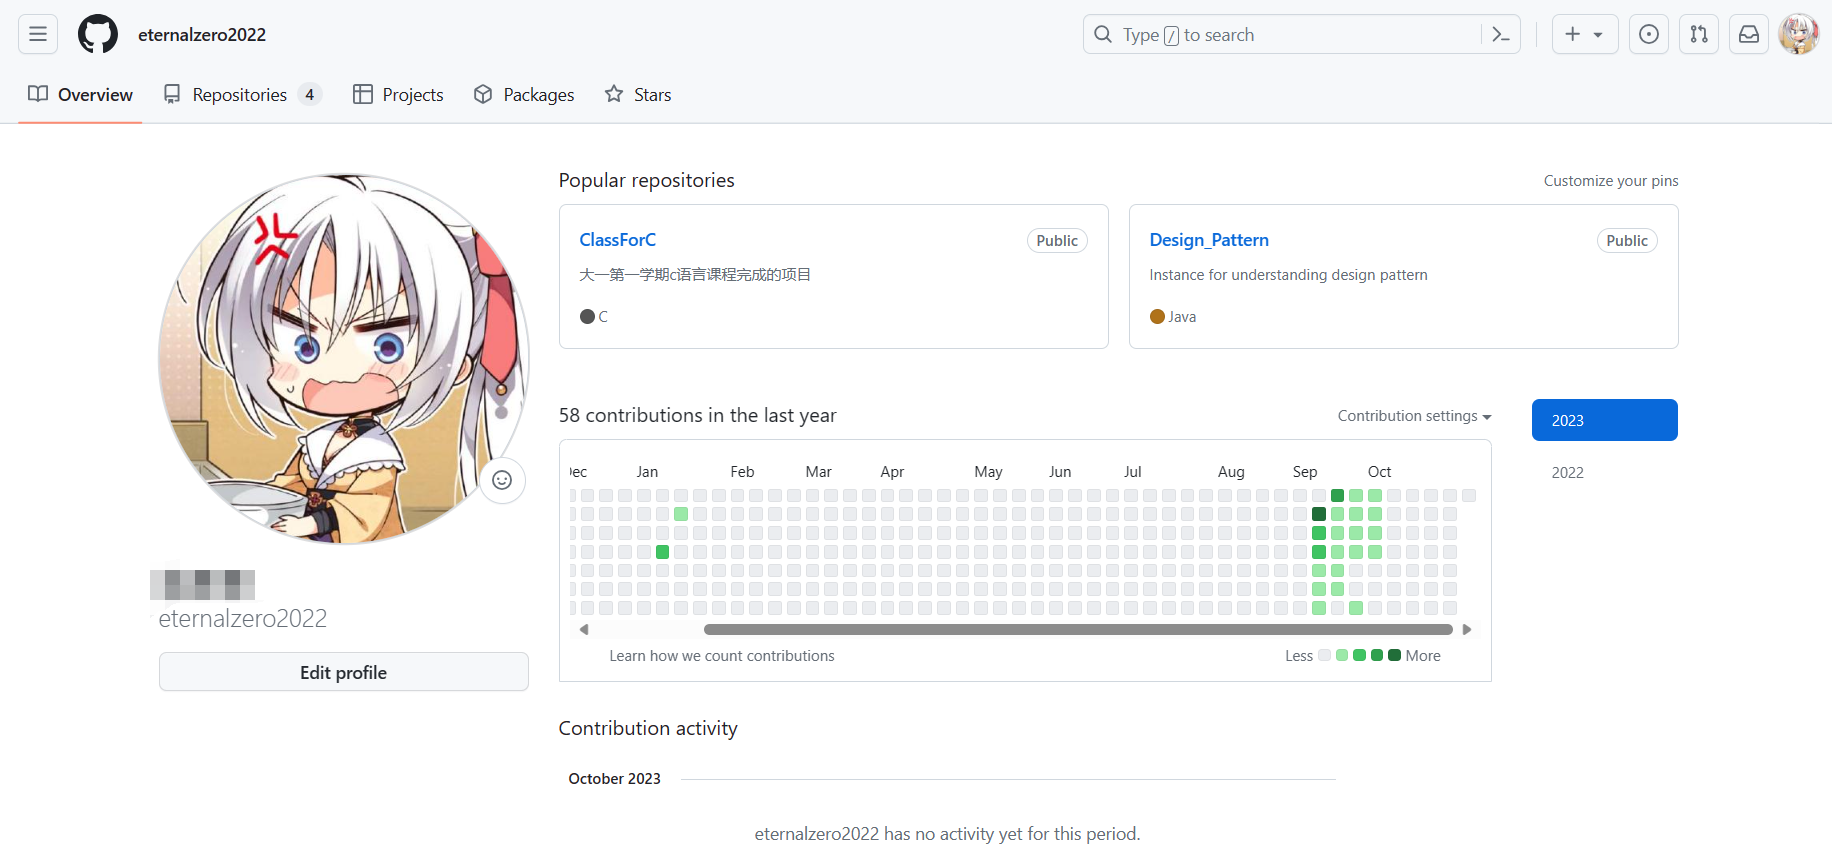 eternalzero2022
Type / to search
Overview
Repositories 4
Projects
Packages
Stars
Popular repositories
Customize your pins
ClassForC
Public
大一第一学期c语言课程完成的项目
C
Design_Pattern
Public
Instance for understanding design pattern
Java
eternalzero2022
Edit profile
58 contributions in the last year
Contribution settings
2023
2022
Jan Feb Mar Apr May Jun Jul Aug Sep Oct
Learn how we count contributions
Less
More
Contribution activity
October 2023
eternalzero2022 has no activity yet for this period.